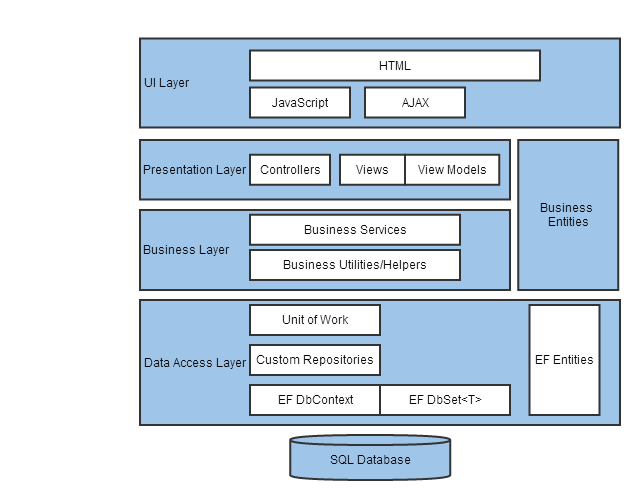 HTML
UI Layer
JavaScript
AJAX
Presentation Layer
Controllers
Views
View Models
Business
Entities
Business Services
Business Layer
Business Utilities/Helpers
Unit of Work
Data Access Layer
Custom Repositories
EF Entities
EF DbContext
EF DbSet<T>
SQL Database